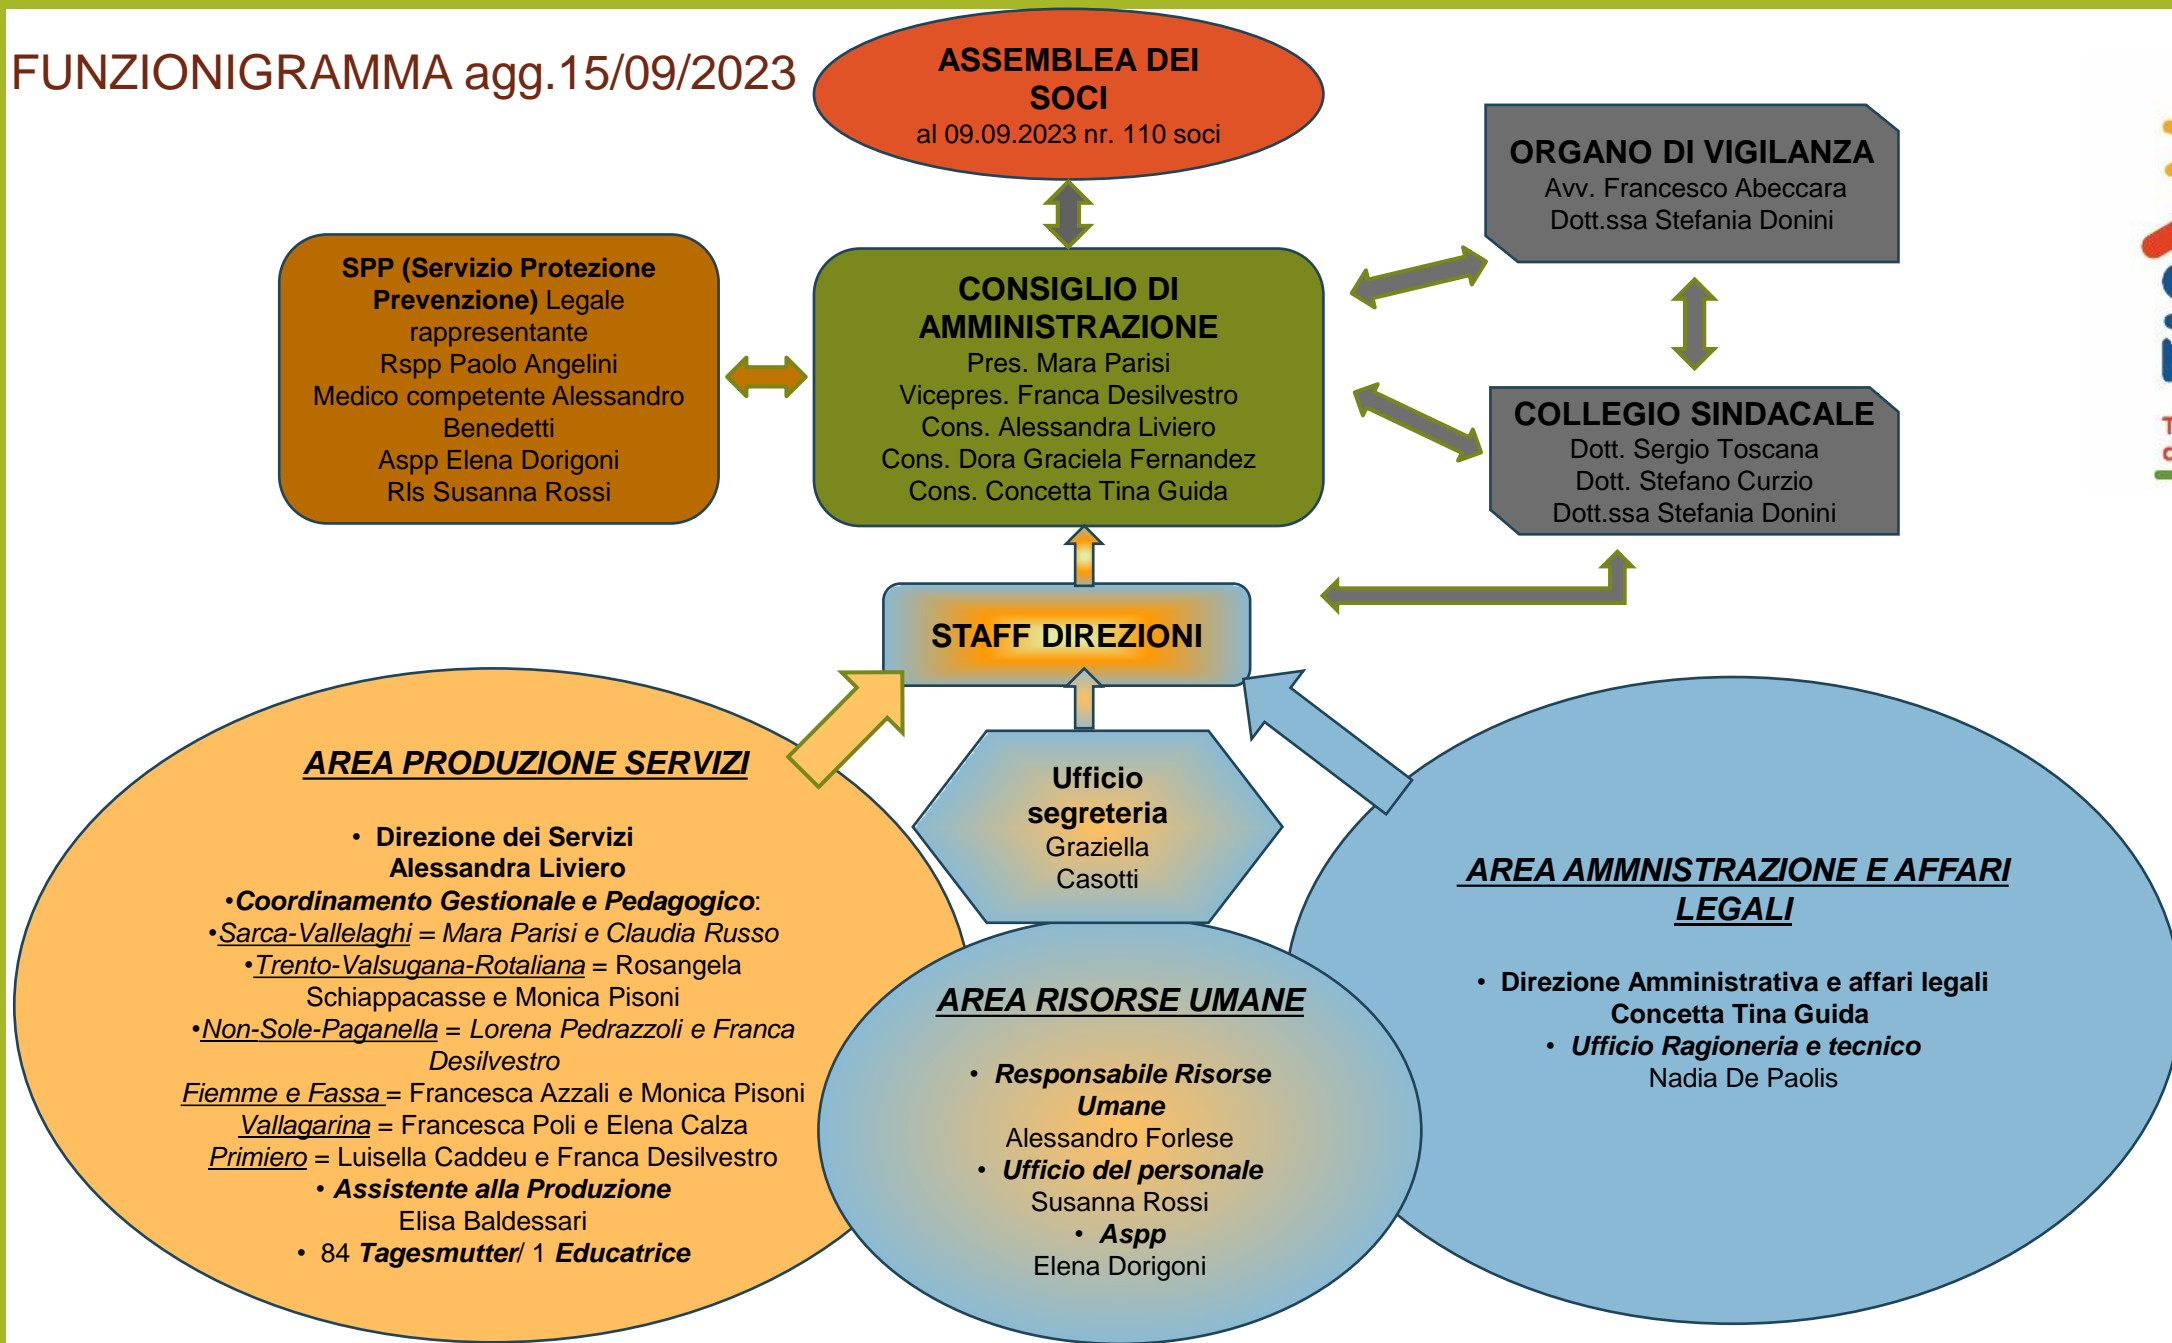 FUNZIONIGRAMMA agg.15/09/2023
ASSEMBLEA DEI
SOCI
al 09.09.2023 nr. 110 soci
ORGANO DI VIGILANZA
Avv. Francesco Abeccara
Dott.ssa Stefania Donini
SPP (Servizio Protezione
Prevenzione) Legale
rappresentante
Rspp Paolo Angelini
Medico competente Alessandro
Benedetti
Aspp Elena Dorigoni
Rls Susanna Rossi
CONSIGLIO DI
AMMINISTRAZIONE
Pres. Mara Parisi
Vicepres. Franca Desilvestro
Cons. Alessandra Liviero
Cons. Dora Graciela Fernandez
Cons. Concetta Tina Guida
COLLEGIO SINDACALE
Dott. Sergio Toscana
Dott. Stefano Curzio
Dott.ssa Stefania Donini
STAFF DIREZIONI
AREA PRODUZIONE SERVIZI
• Direzione dei Servizi
Alessandra Liviero
•Coordinamento Gestionale e Pedagogico:
•Sarca-Vallelaghi = Mara Parisi e Claudia Russo
•Trento-Valsugana-Rotaliana = Rosangela
Schiappacasse e Monica Pisoni
•Non-Sole-Paganella = Lorena Pedrazzoli e Franca
Desilvestro
Fiemme e Fassa = Francesca Azzali e Monica Pisoni
Vallagarina = Francesca Poli e Elena Calza
Primiero = Luisella Caddeu e Franca Desilvestro
• Assistente alla Produzione
Elisa Baldessari
• 84 Tagesmutter/ 1 Educatrice
Ufficio
segreteria
Graziella
Casotti
AREA RISORSE UMANE
• Responsabile Risorse
Umane
Alessandro Forlese
• Ufficio del personale
Susanna Rossi
• Aspp
Elena Dorigoni
AREA AMMNISTRAZIONE E AFFARI
LEGALI
• Direzione Amministrativa e affari legali
Concetta Tina Guida
• Ufficio Ragioneria e tecnico
Nadia De Paolis